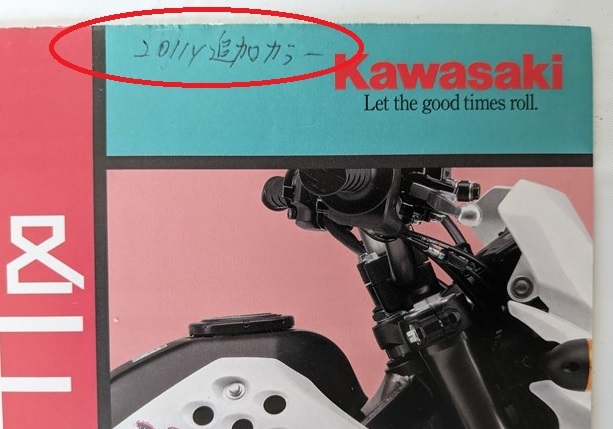 2011Y追加カラー
Kawasaki
Let the good times roll.